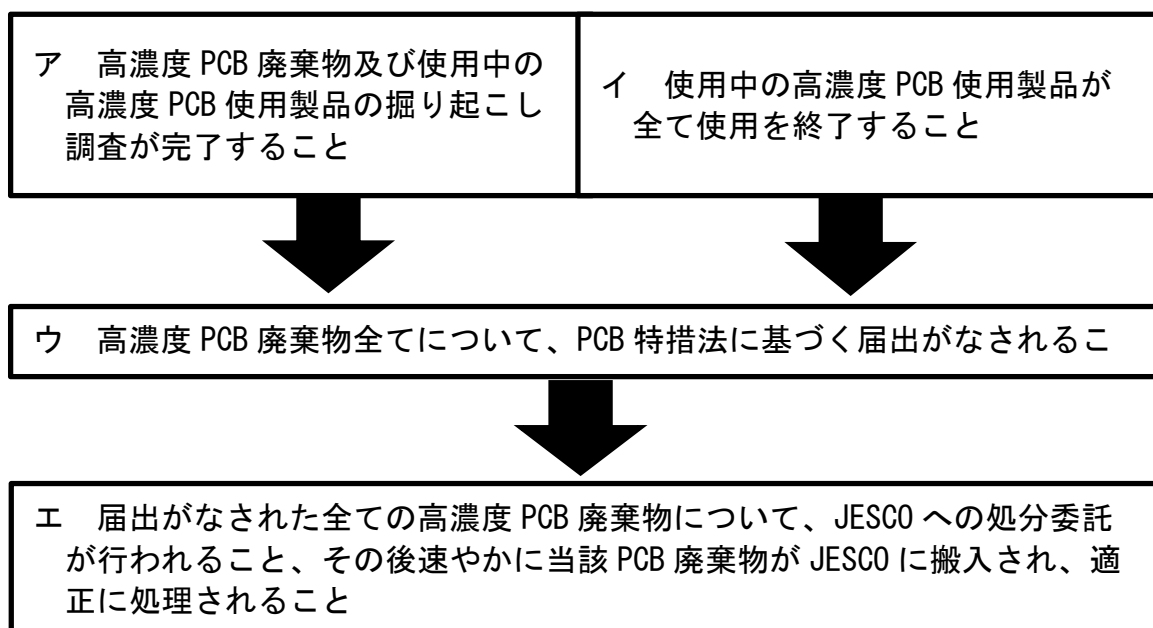 ア 高濃度 PCB 廃棄物及び使用中の
高濃度 PCB 使用製品の掘り起こし
調査が完了すること
イ 使用中の高濃度 PCB 使用製品が
全て使用を終了すること
ウ 高濃度 PCB 廃棄物全てについて、PCB 特措法に基づく届出がなされるこ
エ 届出がなされた全ての高濃度 PCB 廃棄物について、JESCO への処分委託
が行われること、その後速やかに当該 PCB 廃棄物が JESCO に搬入され、適
正に処理されること